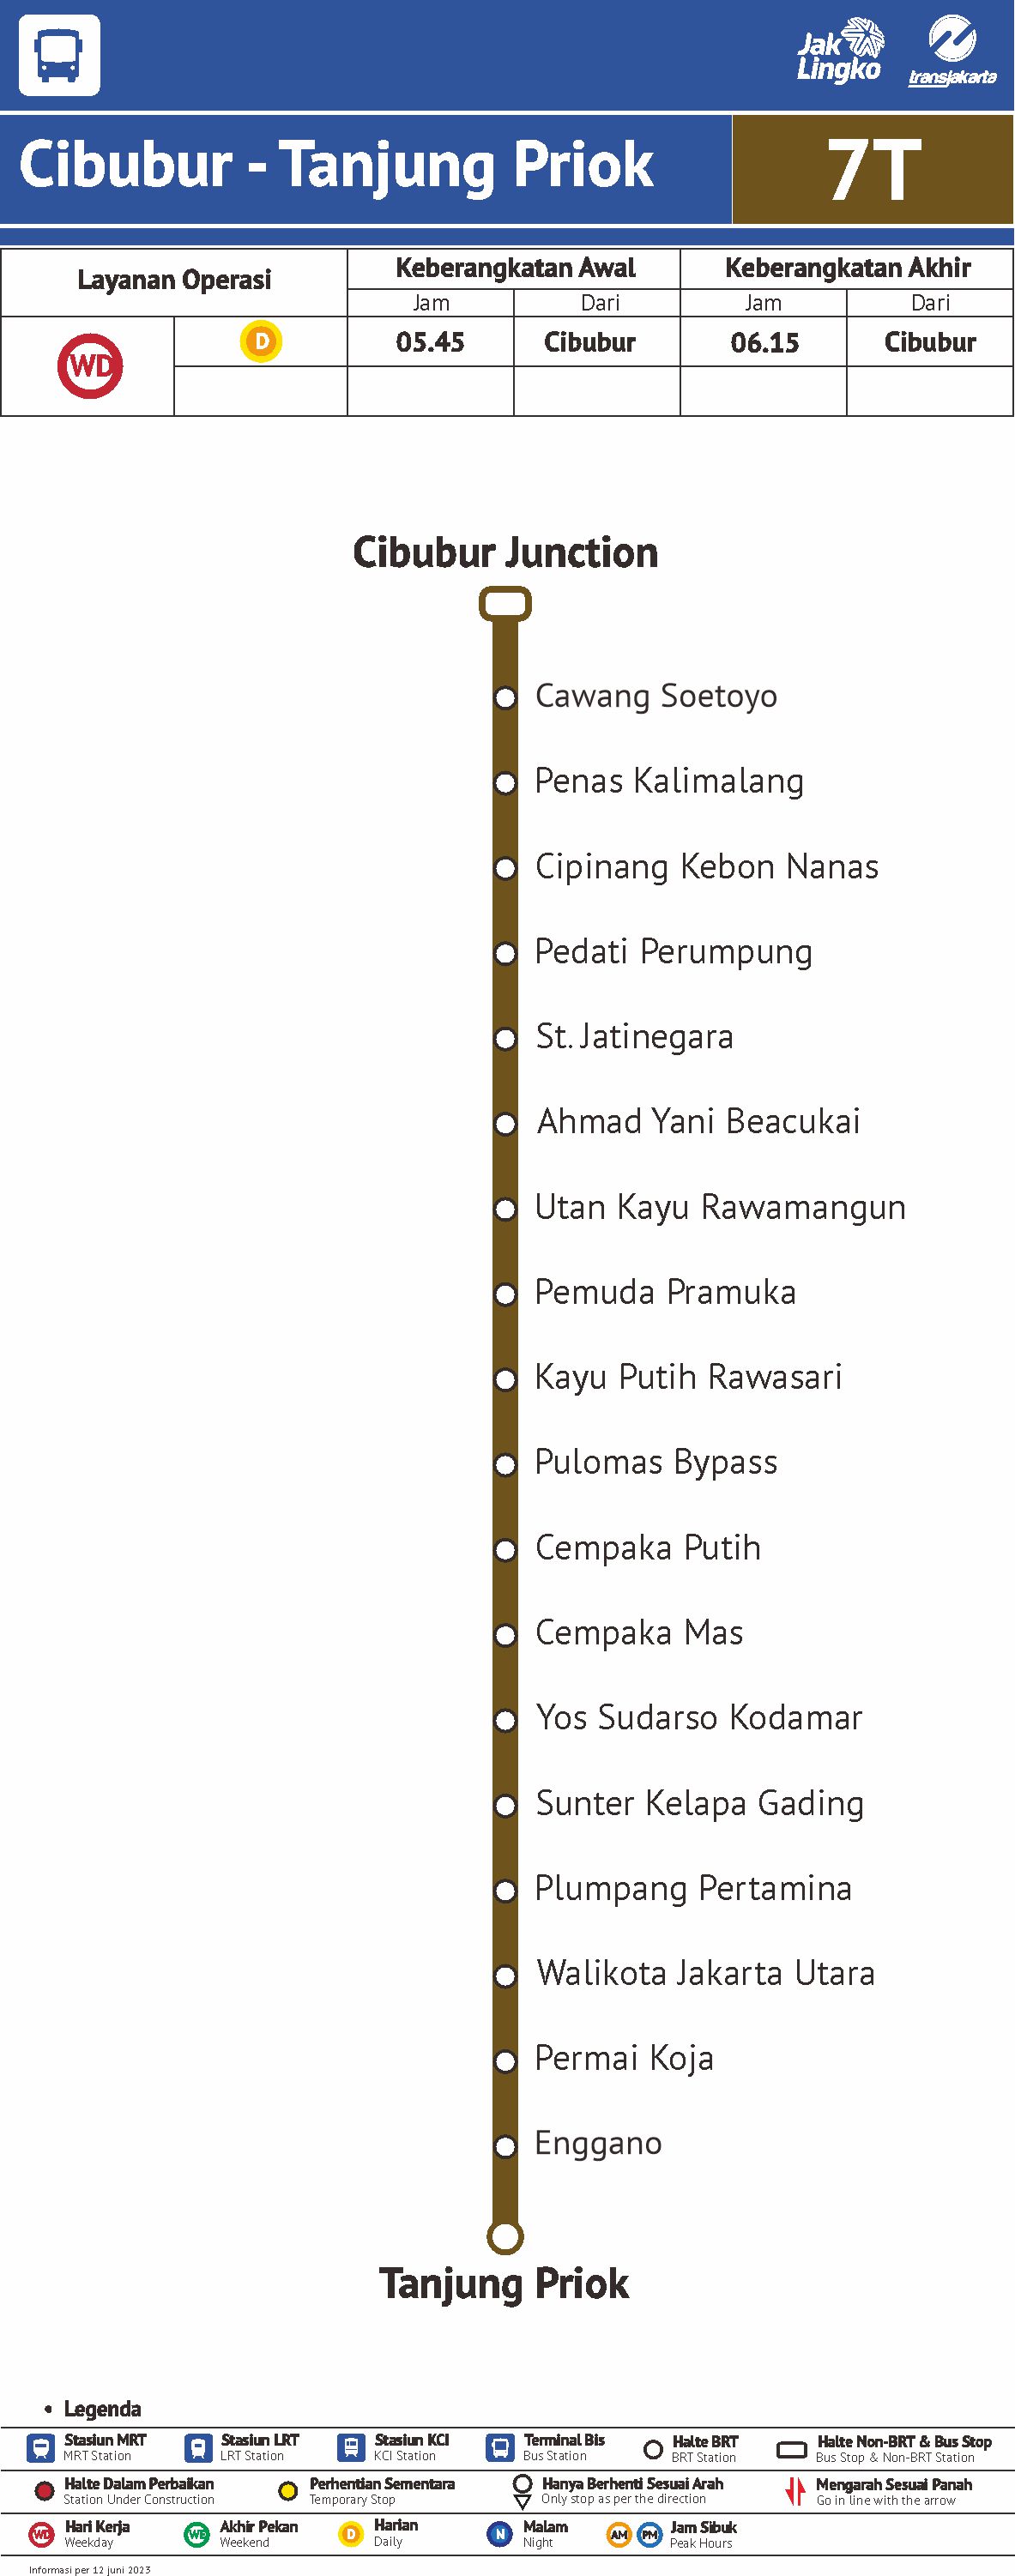 Jak
Lingko
transjakarta
Cibubur - Tanjung Priok
7T
Layanan Operasi
Keberangkatan Awal
Keberangkatan Akhir
Jam
Dari
Jam
Dari
WD
D
05.45
Cibubur
06.15
Cibubur
Cibubur Junction
Cawang Soetoyo
Penas Kalimalang
Cipinang Kebon Nanas
Pedati Perumpung
St. Jatinegara
Ahmad Yani Beacukai
Utan Kayu Rawamangun
Pemuda Pramuka
Kayu Putih Rawasari
Pulomas Bypass
Cempaka Putih
Cempaka Mas
Yos Sudarso Kodamar
Sunter Kelapa Gading
Plumpang Pertamina
Walikota Jakarta Utara
Permai Koja
Enggano
Tanjung Priok
• Legenda
Stasiun MRT
MRT Station
Stasiun LRT
LRT Station
Stasiun KCI
KCI Station
Terminal Bis
Bus Station
Halte BRT
BRT Station
Halte Non-BRT & Bus Stop
Bus Stop & Non-BRT Station
Halte Dalam Perbaikan
Station Under Construction
Perhentian Sementara
Temporary Stop
Hanya Berhenti Sesuai Arah
Only stop as per the direction
Mengarah Sesuai Panah
Go in line with the arrow
WD
Hari Kerja
Weekday
WD
Akhir Pekan
Weekend
D
Harian
Daily
N
Malam
Night
AM
PM
Jam Sibuk
Peak Hours
Informasi per 12 juni 2023